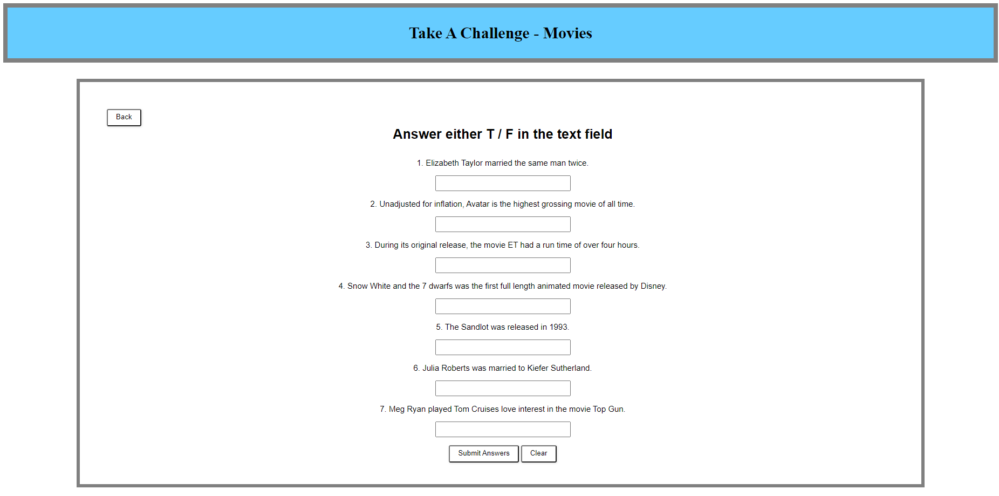 Take A Challenge - Movies
Back
Answer either T / F in the text field
1. Elizabeth Taylor married the same man twice.
2. Unadjusted for inflation, Avatar is the highest grossing movie of all time.
3. During its original release, the movie ET had a run time of over four hours.
4. Snow White and the 7 dwarfs was the first full length animated movie released by Disney.
5. The Sandlot was released in 1993.
6. Julia Roberts was married to Kiefer Sutherland.
7. Meg Ryan played Tom Cruises love interest in the movie Top Gun.
Submit Answers Clear